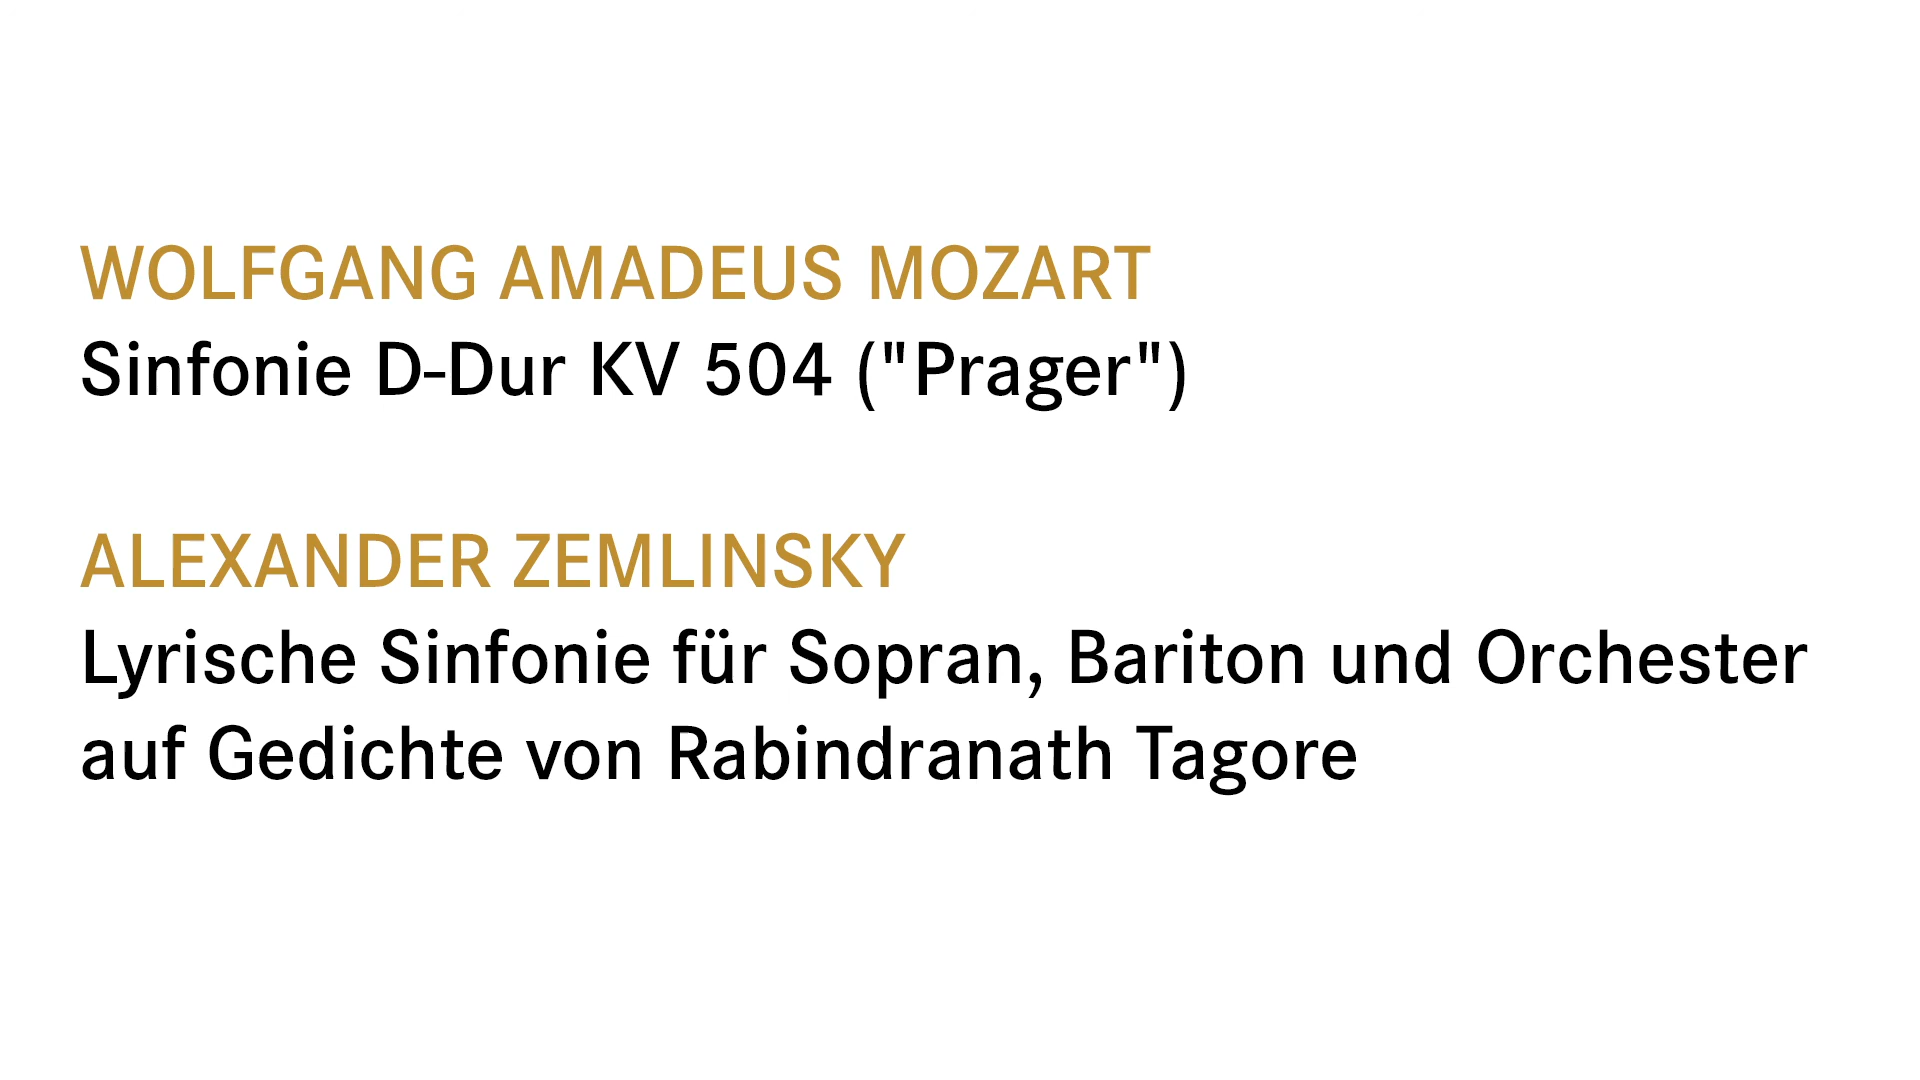 WOLFGANG AMADEUS MOZART
Sinfonie D-Dur KV 504 ("Prager")
ALEXANDER ZEMLINSKY
Lyrische Sinfonie für Sopran, Bariton und Orchester
auf Gedichte von Rabindranath Tagore